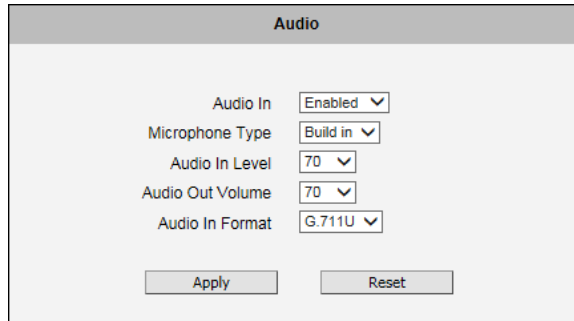 Audio
Audio In Enabled
Microphone Type Build in
Audio In Level 70
Audio Out Volume 70
Audio In Format G.711U
Apply Reset